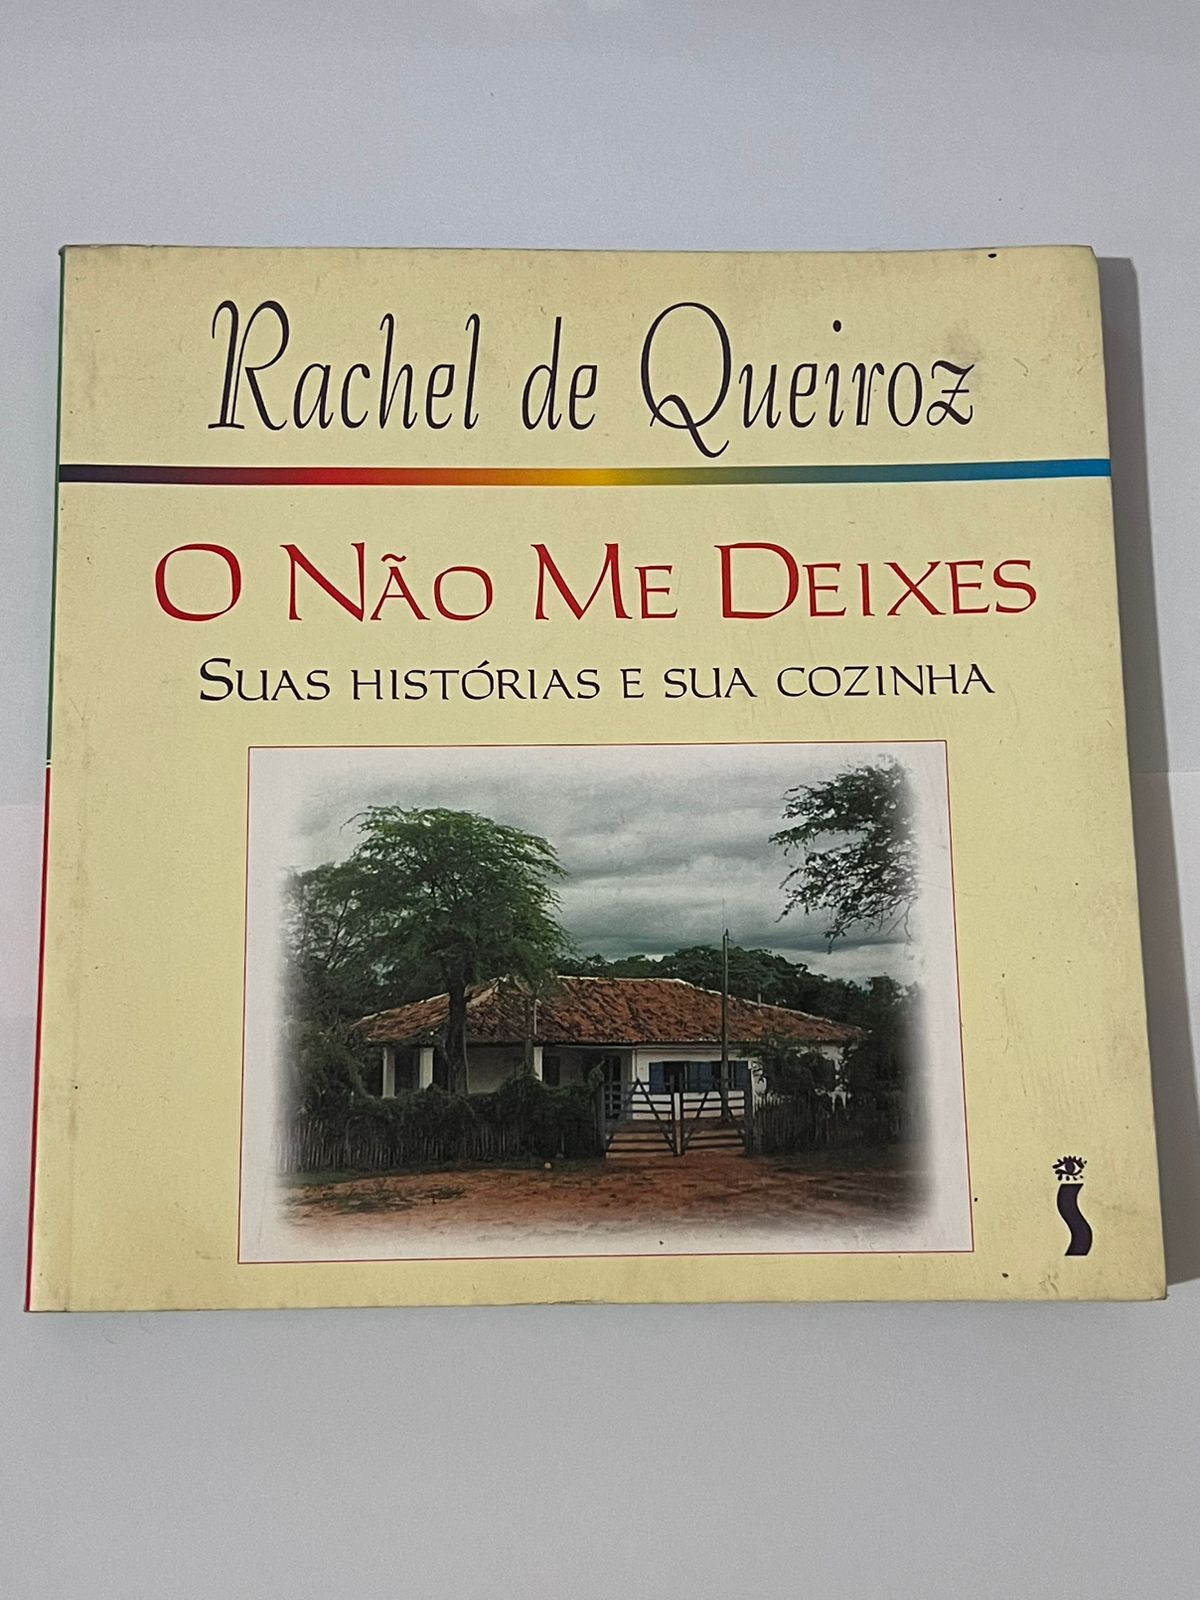 Rachel de Queiroz
O Não Me Deixes
Suas histórias e sua cozinha
S